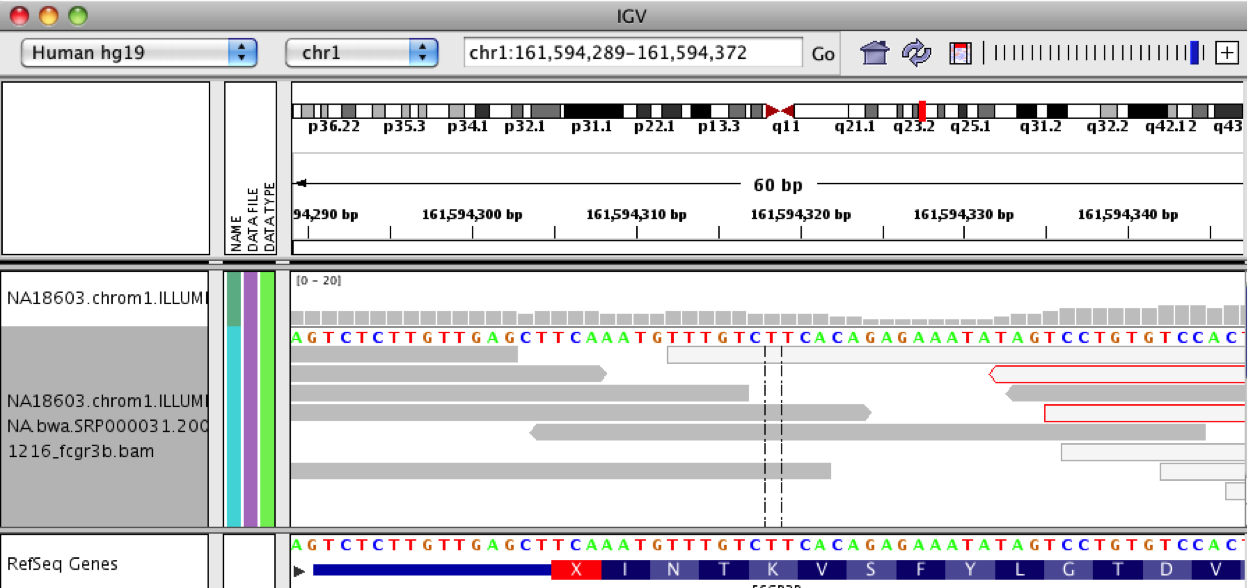 IGV
Human hg19 chr1 chr1:161,594,289-161,594,372 Go
p36.22 p35.3 p34.1 p32.1 p31.1 p22.1 p13.3 q11 q21.1 q23.2 q25.1 q31.2 q32.2 q42.12 q43
60 bp
94,290 bp 161,594,300 bp 161,594,310 bp 161,594,320 bp 161,594,330 bp 161,594,340 bp
NAME
DATA FILE
DATA TYPE
[0 - 20]
NA18603.chrom1.ILLUMI
AGTCTCTTGTTGAGCTTCAAATGTTTGTCTTCACAGAGAAATATAGTCCTGTGTCCAC
NA18603.chrom1.ILLUMI
NA.bwa.SRP000031.200
1216_fcgr3b.bam
AGTCTCTTGTTGAGCTTCAAATGTTTGTCTTCACAGAGAAATATAGTCCTGTGTCCAC
RefSeq Genes
X I N T K V S F Y L G T D V